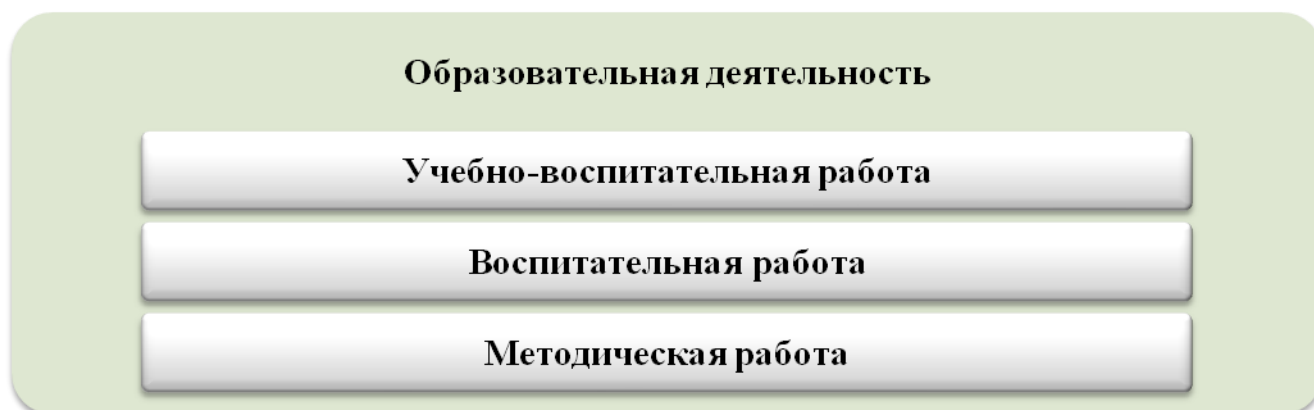 Образовательная деятельность
Учебно-воспитательная работа
Воспитательная работа
Методическая работа